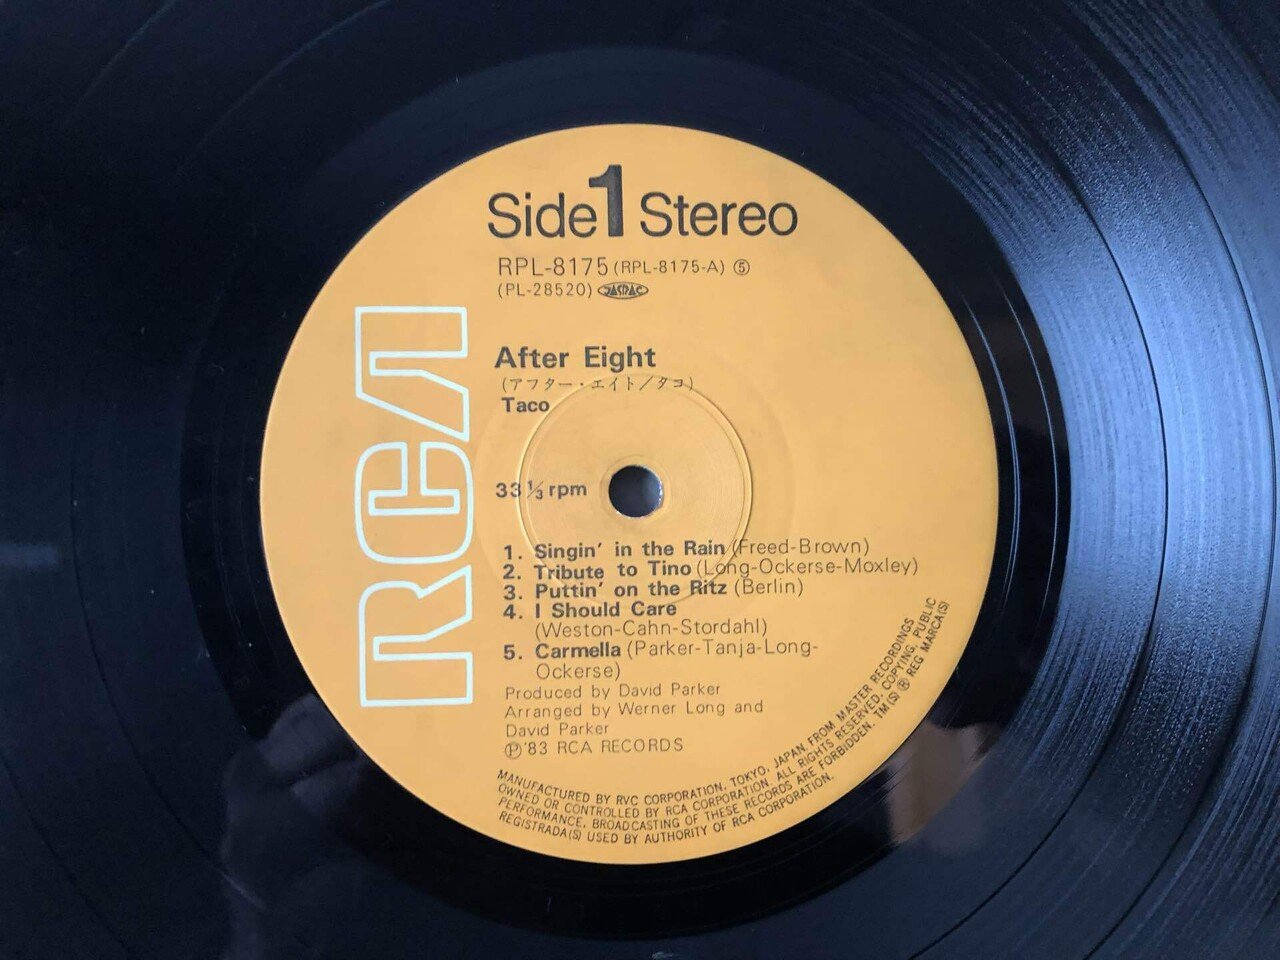 Side 1 Stereo
RPL-8175 (RPL-8175-A) ⑤
(PL-28520) JASRAC
After Eight
(アフター・エイト/タコ)
Taco
33 1/3 rpm
RCA
1. Singin' in the Rain (Freed-Brown)
2. Tribute to Tino (Long-Ockerse-Moxley)
3. Puttin' on the Ritz (Berlin)
4. I Should Care
(Weston-Cahn-Stordahl)
5. Carmella (Parker-Tanja-Long-
Ockerse)
Produced by David Parker
Arranged by Werner Long and
David Parker
Ⓟ'83 RCA RECORDS
MANUFACTURED BY RVC CORPORATION, TOKYO, JAPAN FROM MASTER RECORDINGS
OWNED OR CONTROLLED BY RCA CORPORATION. ALL RIGHTS RESERVED; COPYING, PUBLIC
PERFORMANCE, BROADCASTING OF THESE RECORDS ARE FORBIDDEN. TM(S) ® REG MARCA(S)
REGISTRADA(S) USED BY AUTHORITY OF RCA CORPORATION.